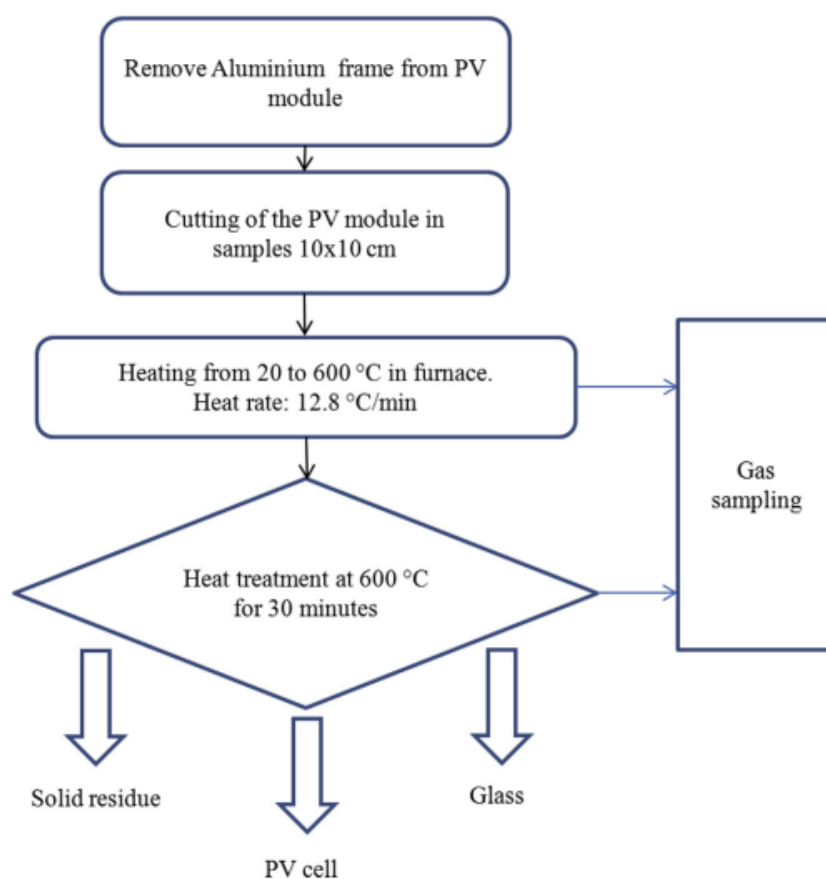 Remove Aluminium frame from PV
module
Cutting of the PV module in
samples 10x10 cm
Heating from 20 to 600 °C in furnace.
Heat rate: 12.8 °C/min
Gas
sampling
Heat treatment at 600 °C
for 30 minutes
Solid residue
Glass
PV cell